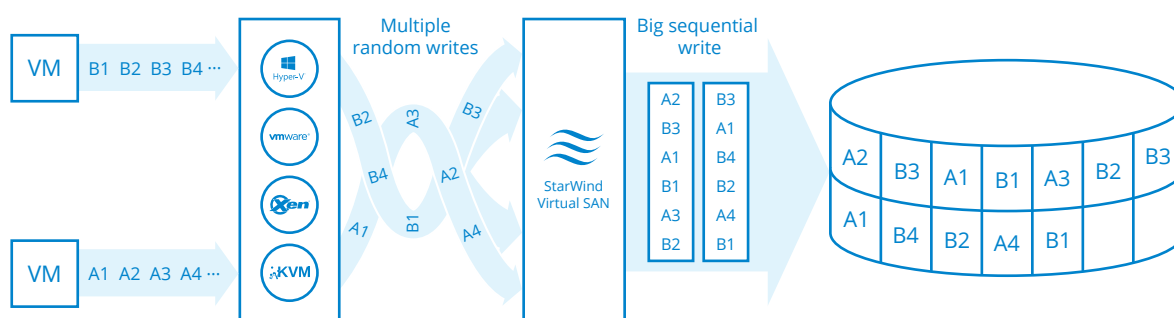 VM
B1 B2 B3 B4 ...
VM
A1 A2 A3 A4 ...
Hyper-V
vmware®
Xen
KVM
Multiple
random writes
B2
B4
A1
A3
B1
B3
A2
A4
StarWind
Virtual SAN
Big sequential
write
A2
B3
A1
B1
A3
B2
B3
A1
B4
B2
A4
B1
A2 B3 A1 B1 A3 B2 B3
A1 B4 B2 A4 B1